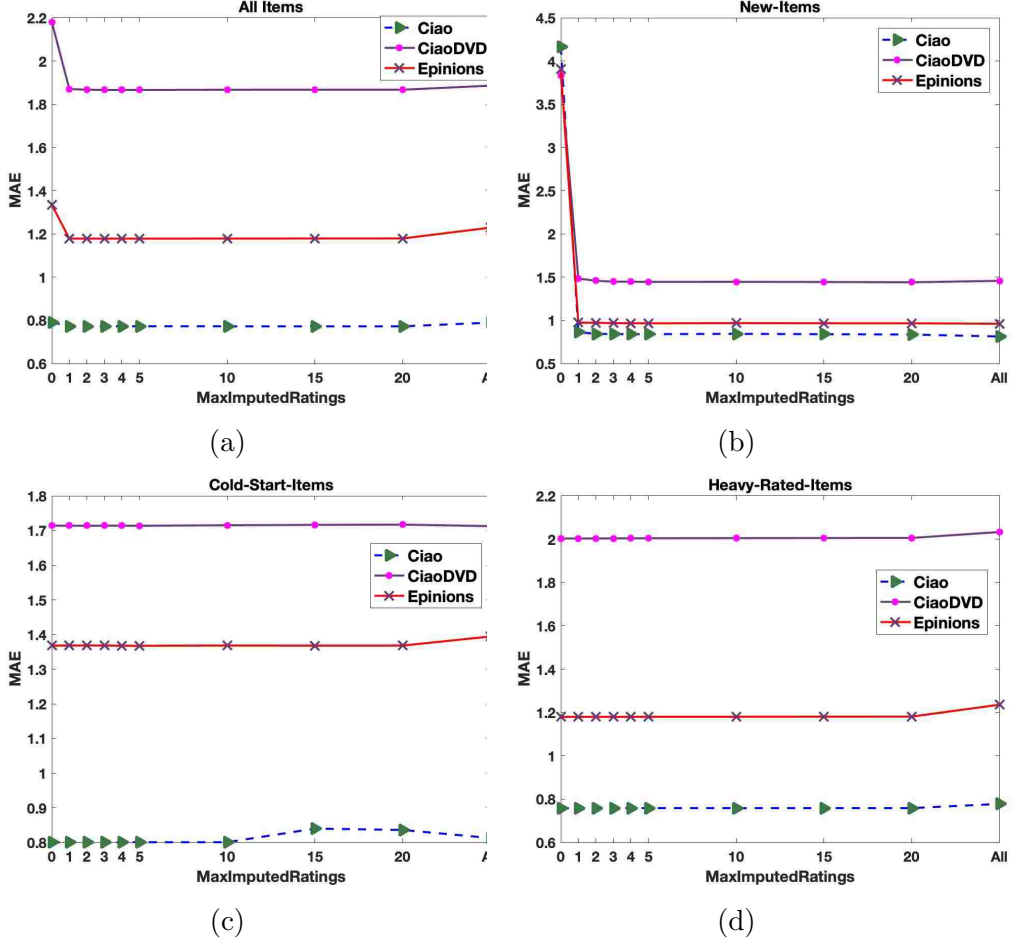 All Items
2.2
2
1.8
1.6
1.4
1.2
1
0.8
0.6
MAE
Ciao
CiaoDVD
Epinions
0 1 2 3 4 5 10 15 20 A
MaxImputedRatings
(a)
New-Items
4.5
4
3.5
3
2.5
2
1.5
1
0.5
MAE
Ciao
CiaoDVD
Epinions
0 1 2 3 4 5 10 15 20 All
MaxImputedRatings
(b)
Cold-Start-Items
1.8
1.7
1.6
1.5
1.4
1.3
1.2
1.1
1
0.9
0.8
MAE
Ciao
CiaoDVD
Epinions
0 1 2 3 4 5 10 15 20 A
MaxImputedRatings
(c)
Heavy-Rated-Items
2.2
2
1.8
1.6
1.4
1.2
1
0.8
0.6
MAE
Ciao
CiaoDVD
Epinions
0 1 2 3 4 5 10 15 20 All
MaxImputedRatings
(d)